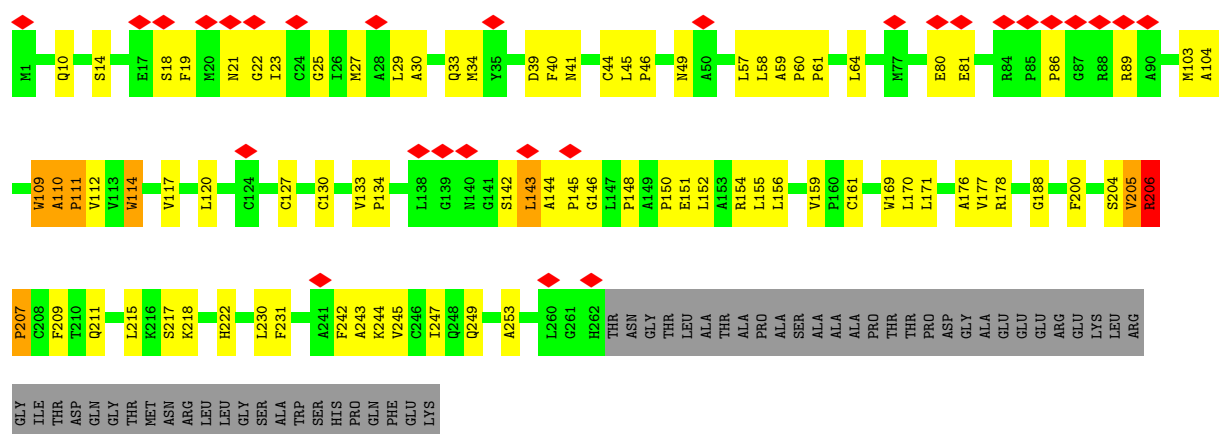 M1 Q10 S14 E17 S18 F19 M20 N21 G22 I23 C24 G25 I26 M27 A28 L29 A30 Q33 M34 Y35 D39 F40 N41 C44 L45 P46 N49 A50 L57 L58 A59 P60 P61 L64 M77 E80 E81 R84 P85 P86 G87 R88 R89 A90 M103 A104
W109 A110 P111 V112 V113 W114 V117 L120 C124 C127 C130 V133 P134 L138 G139 N140 G141 S142 L143 A144 P145 G146 L147 P148 A149 P150 E151 L152 A153 R154 L155 L156 V159 P160 C161 W169 L170 L171 A176 V177 R178 G188 F200 S204 V205 R206
P207 C208 F209 T210 Q211 L215 K216 S217 K218 H222 L230 F231 A241 F242 A243 K244 V245 C246 I247 Q248 Q249 A253 L260 G261 H262 THR ASN GLY THR LEU ALA THR ALA PRO ALA SER ALA ALA ALA PRO THR THR PRO ASP GLY ALA GLU GLU GLU ARG GLU LYS LEU ARG
GLY ILE THR ASP GLN GLY THR MET ASN ARG LEU LEU GLY SER ALA TRP SER HIS PRO GLN PHE GLU LYS